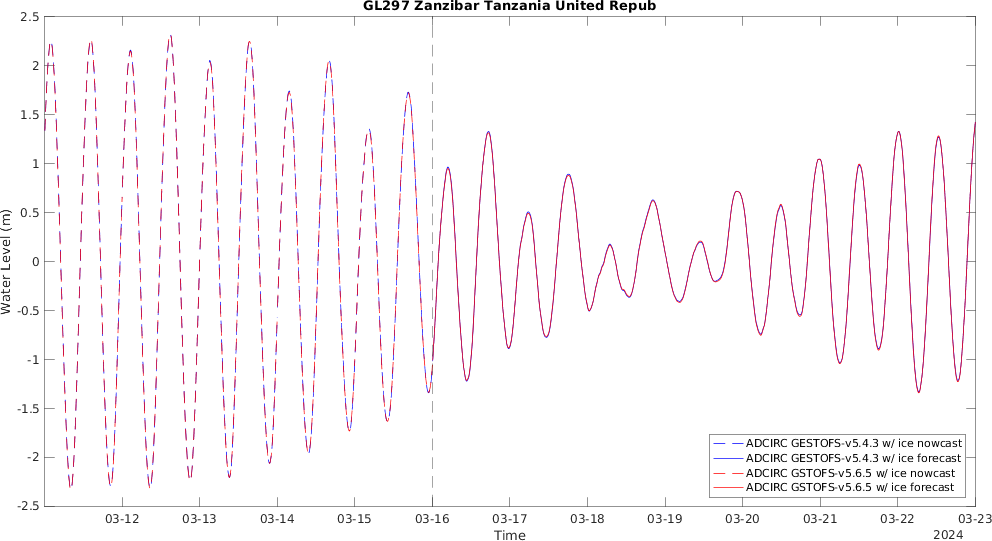 GL297 Zanzibar Tanzania United Repub
2.5
2
1.5
1
0.5
0
-0.5
-1
-1.5
-2
-2.5
Water Level (m)
03-12 03-13 03-14 03-15 03-16 03-17 03-18 03-19 03-20 03-21 03-22 03-23
Time
2024
ADCIRC GESTOFS-v5.4.3 w/ ice nowcast
ADCIRC GESTOFS-v5.4.3 w/ ice forecast
ADCIRC GSTOFS-v5.6.5 w/ ice nowcast
ADCIRC GSTOFS-v5.6.5 w/ ice forecast